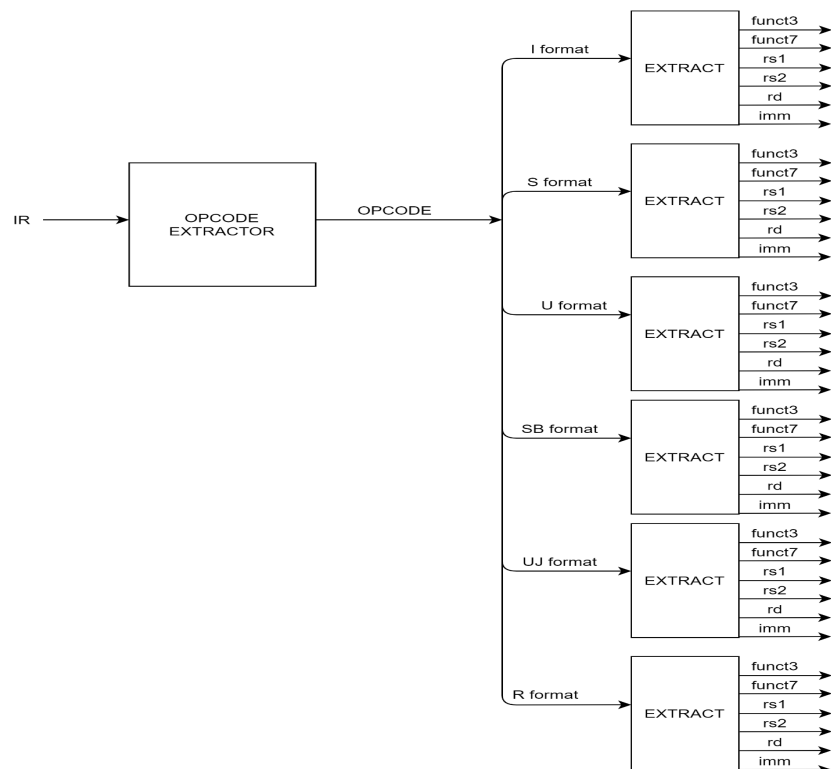 IR
OPCODE
EXTRACTOR
OPCODE
I format
EXTRACT
funct3
funct7
rs1
rs2
rd
imm
S format
EXTRACT
funct3
funct7
rs1
rs2
rd
imm
U format
EXTRACT
funct3
funct7
rs1
rs2
rd
imm
SB format
EXTRACT
funct3
funct7
rs1
rs2
rd
imm
UJ format
EXTRACT
funct3
funct7
rs1
rs2
rd
imm
R format
EXTRACT
funct3
funct7
rs1
rs2
rd
imm